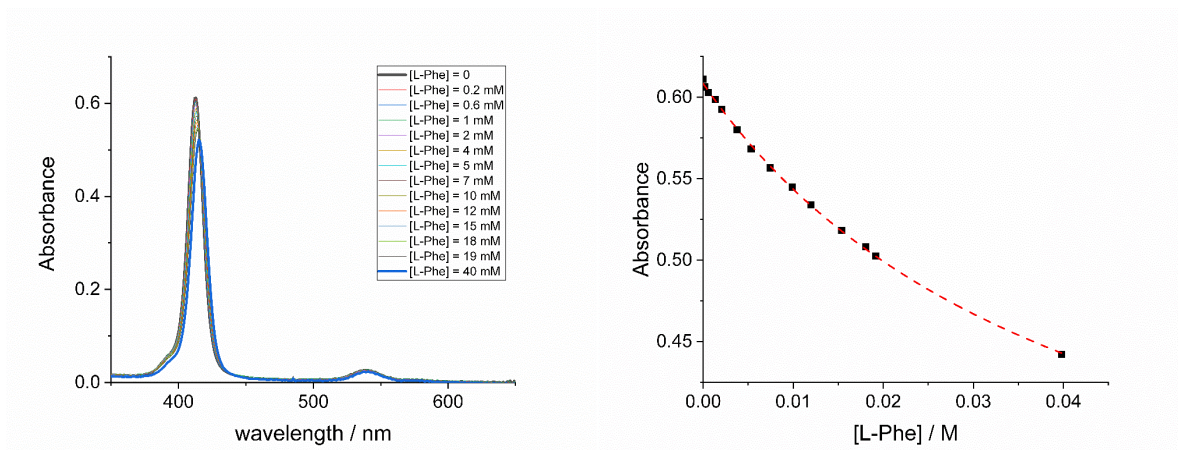 [L-Phe] = 0
[L-Phe] = 0.2 mM
[L-Phe] = 0.6 mM
[L-Phe] = 1 mM
[L-Phe] = 2 mM
[L-Phe] = 4 mM
[L-Phe] = 5 mM
[L-Phe] = 7 mM
[L-Phe] = 10 mM
[L-Phe] = 12 mM
[L-Phe] = 15 mM
[L-Phe] = 18 mM
[L-Phe] = 19 mM
[L-Phe] = 40 mM
0.6
0.4
0.2
0.0
Absorbance
400
500
600
wavelength / nm
0.60
0.55
0.50
0.45
Absorbance
0.00
0.01
0.02
0.03
0.04
[L-Phe] / M